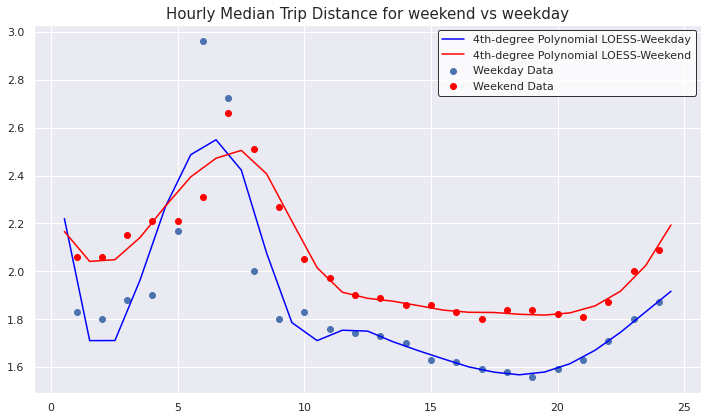 Hourly Median Trip Distance for weekend vs weekday
4th-degree Polynomial LOESS-Weekday
4th-degree Polynomial LOESS-Weekend
Weekday Data
Weekend Data
3.0
2.8
2.6
2.4
2.2
2.0
1.8
1.6
0 5 10 15 20 25